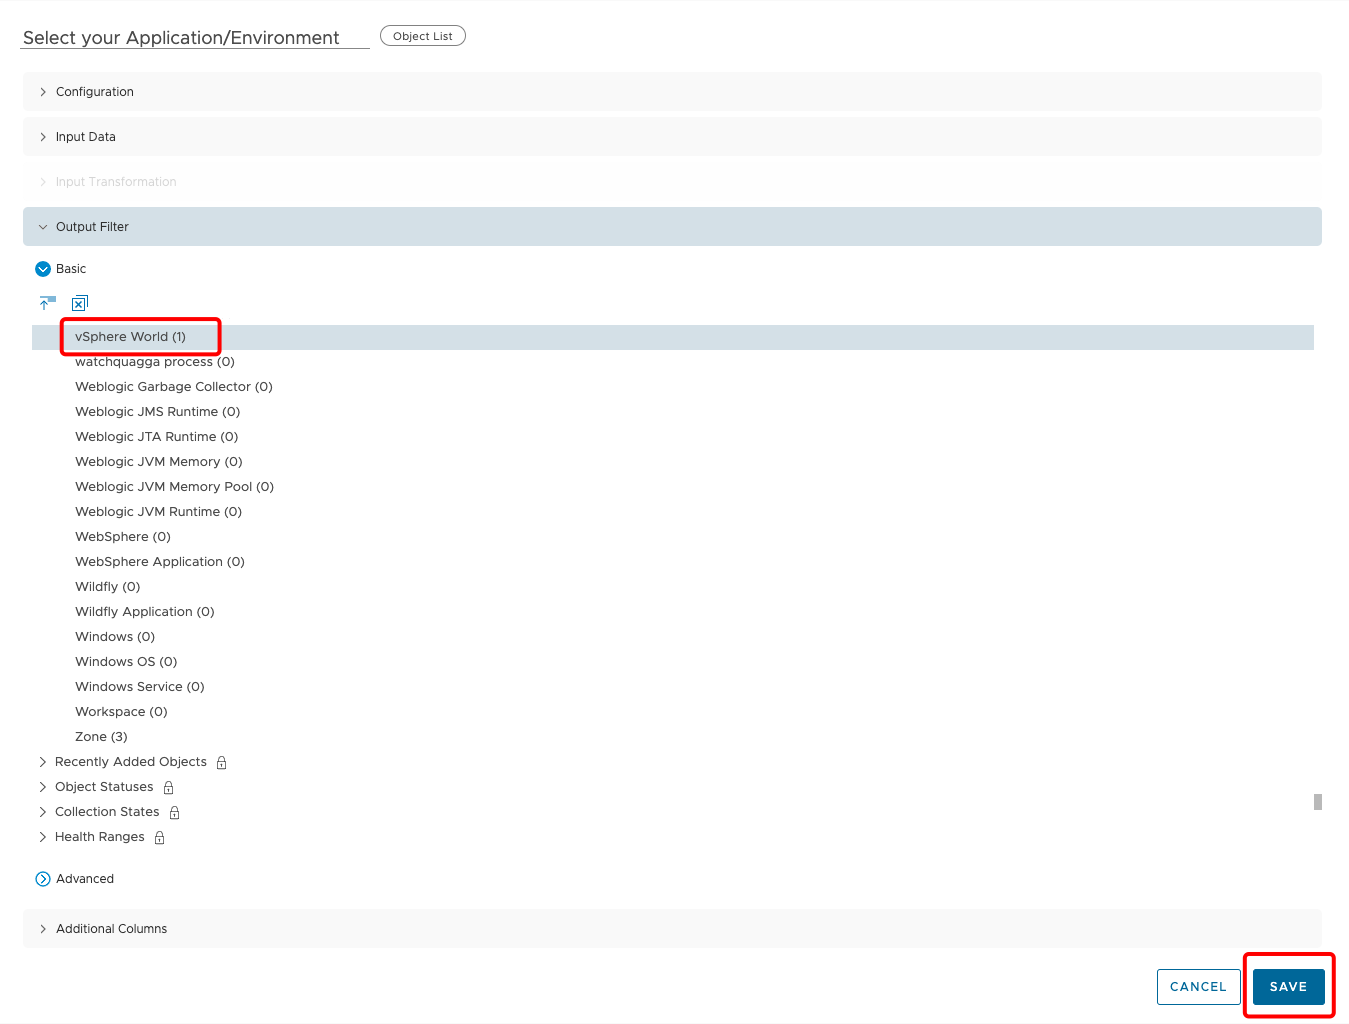 Select your Application/Environment
Object List
Configuration
Input Data
Input Transformation
Output Filter
Basic
vSphere World (1)
watchquagga process (0)
Weblogic Garbage Collector (0)
Weblogic JMS Runtime (0)
Weblogic JTA Runtime (0)
Weblogic JVM Memory (0)
Weblogic JVM Memory Pool (0)
Weblogic JVM Runtime (0)
WebSphere (0)
WebSphere Application (0)
Wildfly (0)
Wildfly Application (0)
Windows (0)
Windows OS (0)
Windows Service (0)
Workspace (0)
Zone (3)
Recently Added Objects
Object Statuses
Collection States
Health Ranges
Advanced
Additional Columns
CANCEL
SAVE